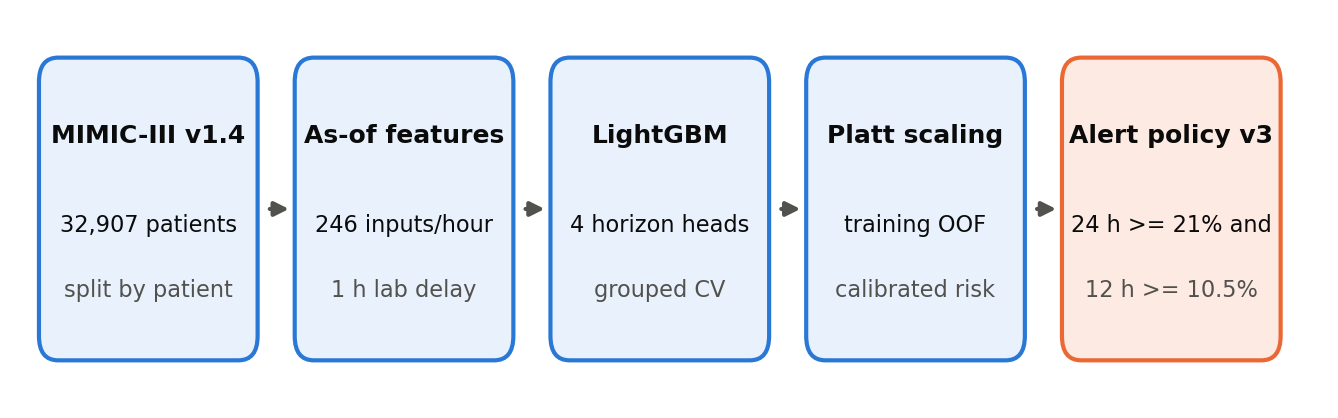 MIMIC-III v1.4
32,907 patients
split by patient
As-of features
246 inputs/hour
1 h lab delay
LightGBM
4 horizon heads
grouped CV
Platt scaling
training OOF
calibrated risk
Alert policy v3
24 h >= 21% and
12 h >= 10.5%